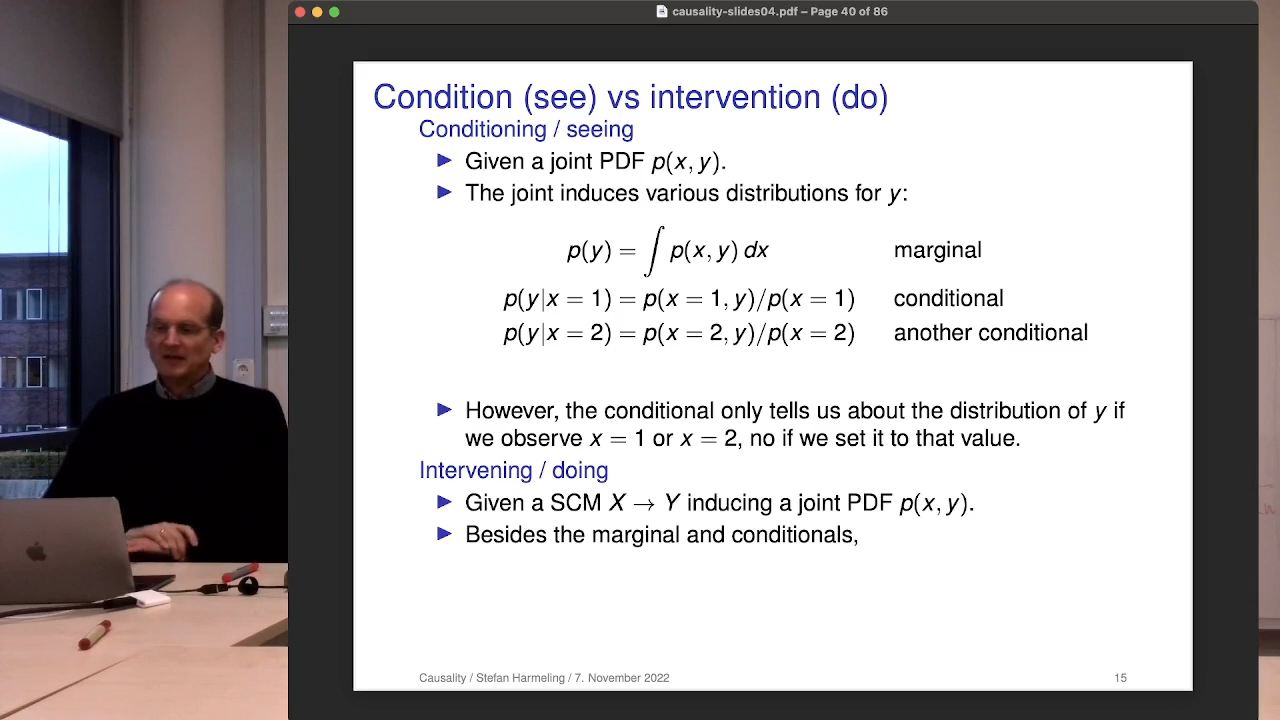 causality-slides04.pdf – Page 40 of 86
Condition (see) vs intervention (do)
Conditioning / seeing
▶ Given a joint PDF p(x, y).
▶ The joint induces various distributions for y:
p(y) = ∫ p(x, y) dx marginal
p(y|x = 1) = p(x = 1, y)/p(x = 1) conditional
p(y|x = 2) = p(x = 2, y)/p(x = 2) another conditional
▶ However, the conditional only tells us about the distribution of y if
we observe x = 1 or x = 2, no if we set it to that value.
Intervening / doing
▶ Given a SCM X → Y inducing a joint PDF p(x, y).
▶ Besides the marginal and conditionals,
Causality / Stefan Harmeling / 7. November 2022 15